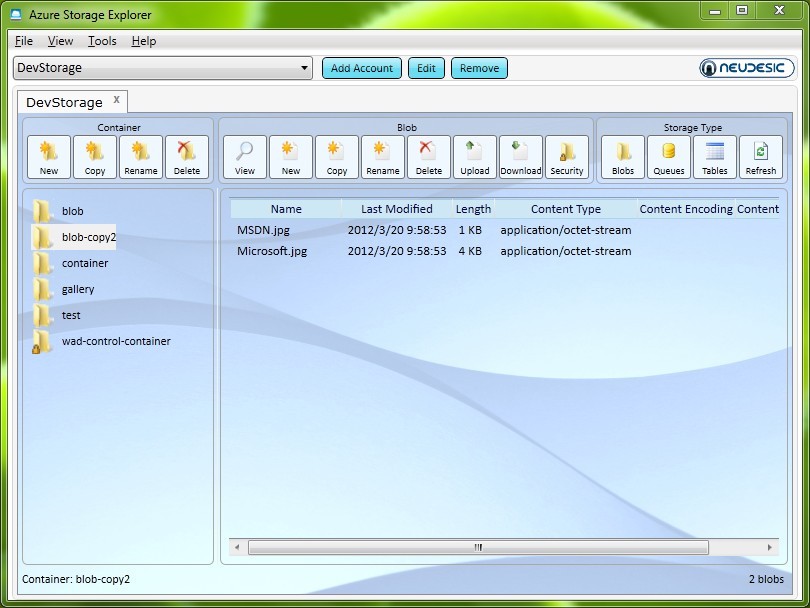 Azure Storage Explorer
File View Tools Help
DevStorage Add Account Edit Remove NEUDESIC
DevStorage x
Container Blob Storage Type
New Copy Rename Delete View New Copy Rename Delete Upload Download Security Blobs Queues Tables Refresh
Name Last Modified Length Content Type Content Encoding Content
blob
MSDN.jpg 2012/3/20 9:58:53 1 KB application/octet-stream
blob-copy2
Microsoft.jpg 2012/3/20 9:58:53 4 KB application/octet-stream
container
gallery
test
wad-control-container
Container: blob-copy2 2 blobs